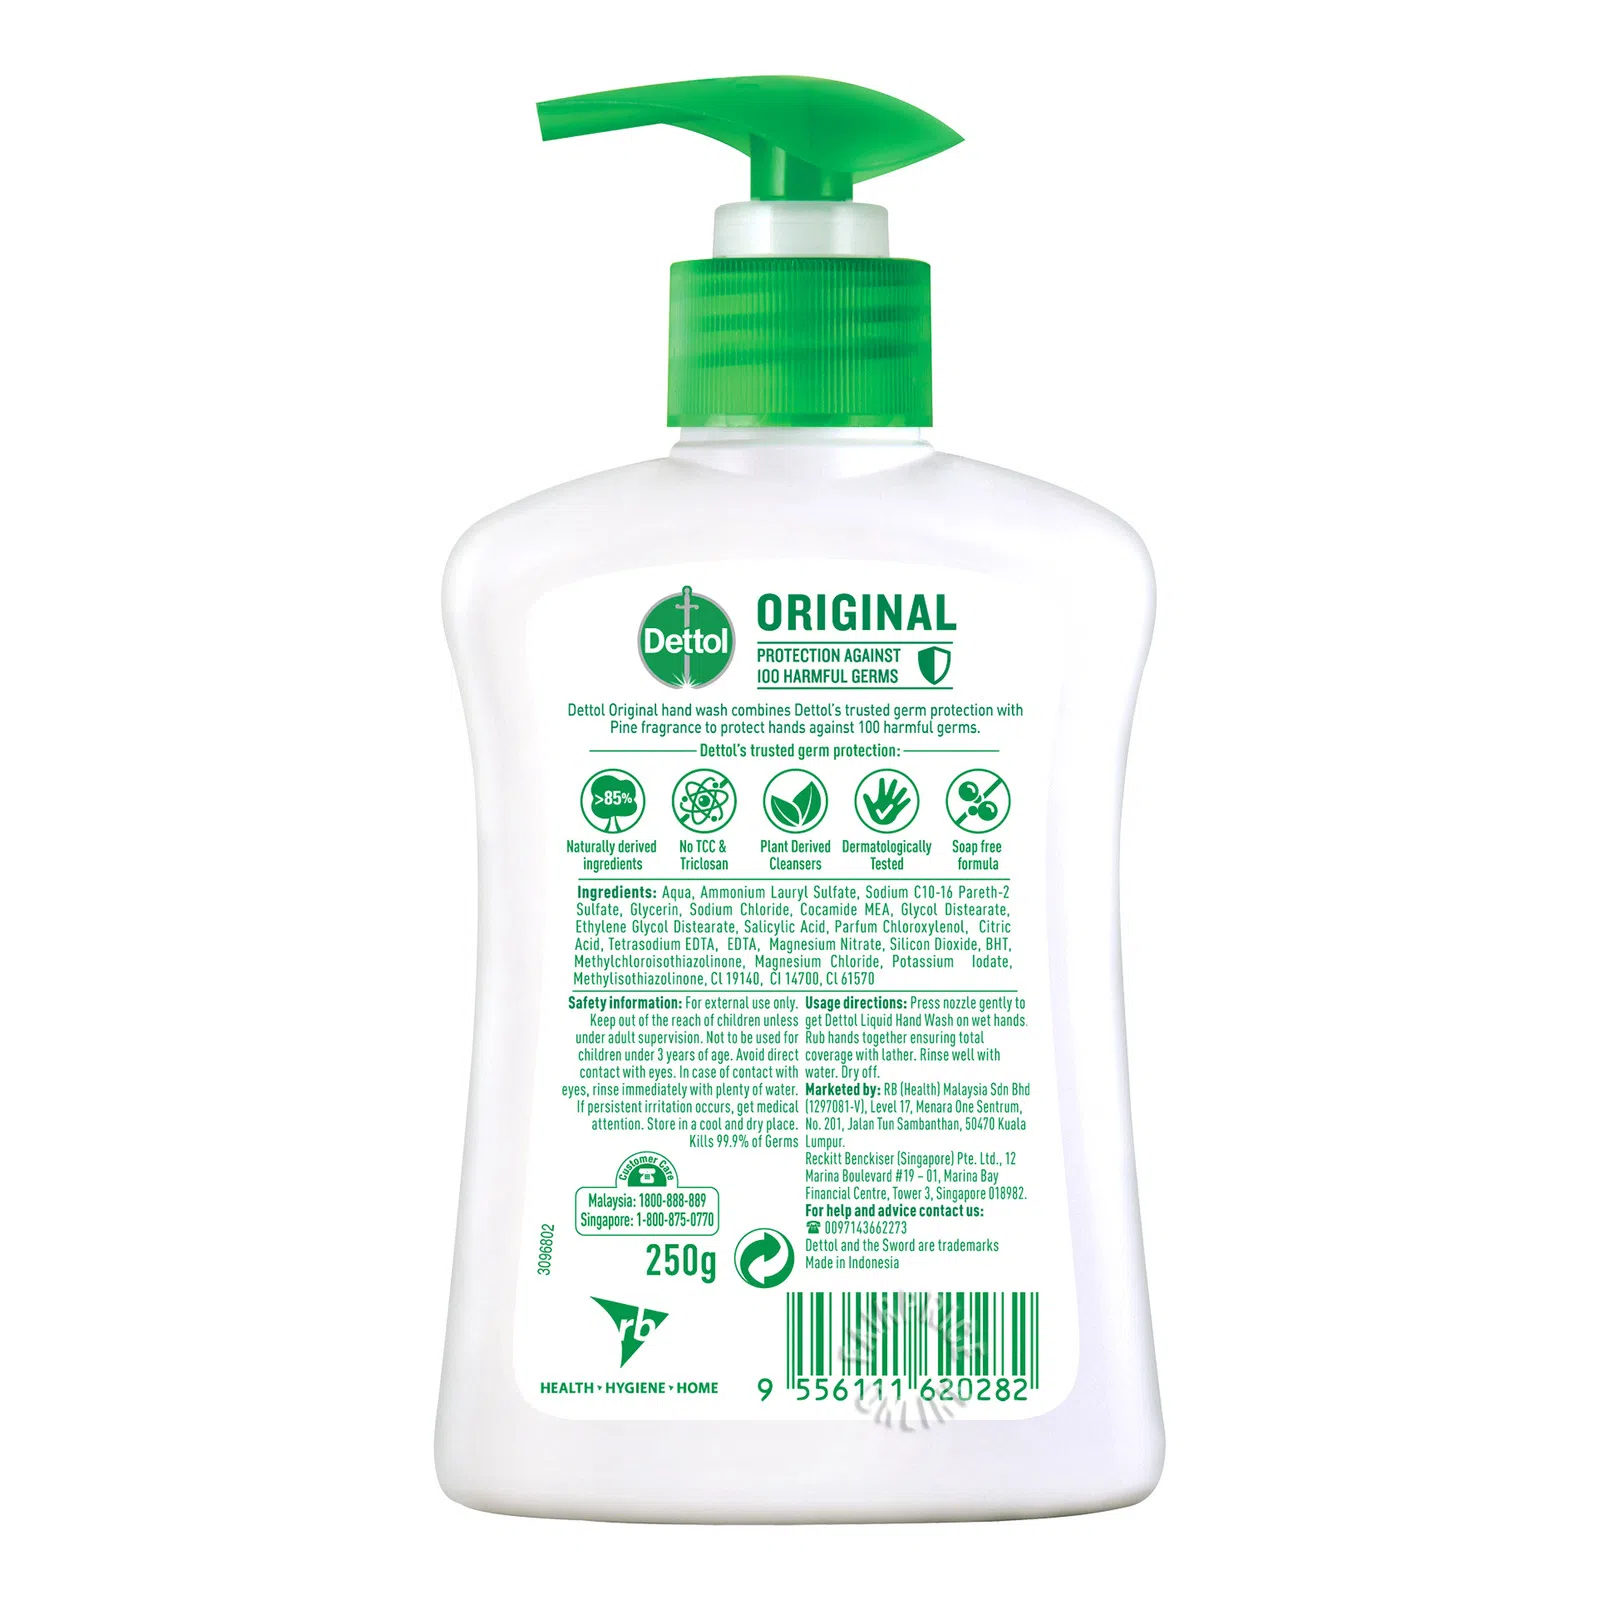 Dettol
ORIGINAL
PROTECTION AGAINST
100 HARMFUL GERMS
Dettol Original hand wash combines Dettol's trusted germ protection with
Pine fragrance to protect hands against 100 harmful germs.
Dettol's trusted germ protection:
>85%
Naturally derived
ingredients
No TCC &
Triclosan
Plant Derived
Cleansers
Dermatologically
Tested
Soap free
formula
Ingredients: Aqua, Ammonium Lauryl Sulfate, Sodium C10-16 Pareth-2
Sulfate, Glycerin, Sodium Chloride, Cocamide MEA, Glycol Distearate,
Ethylene Glycol Distearate, Salicylic Acid, Parfum Chloroxylenol, Citric
Acid, Tetrasodium EDTA, EDTA, Magnesium Nitrate, Silicon Dioxide, BHT,
Methylchloroisothiazolinone, Magnesium Chloride, Potassium Iodate,
Methylisothiazolinone, Cl 19140, CI 14700, Cl 61570
Safety information: For external use only.
Keep out of the reach of children unless
under adult supervision. Not to be used for
children under 3 years of age. Avoid direct
contact with eyes. In case of contact with
eyes, rinse immediately with plenty of water.
If persistent irritation occurs, get medical
attention. Store in a cool and dry place.
Kills 99.9% of Germs
Usage directions: Press nozzle gently to
get Dettol Liquid Hand Wash on wet hands.
Rub hands together ensuring total
coverage with lather. Rinse well with
water. Dry off.
Marketed by: RB (Health) Malaysia Sdn Bhd
(1297081-V), Level 17, Menara One Sentrum,
No. 201, Jalan Tun Sambanthan, 50470 Kuala
Lumpur.
Reckitt Benckiser (Singapore) Pte. Ltd., 12
Marina Boulevard #19 - 01, Marina Bay
Financial Centre, Tower 3, Singapore 018982.
For help and advice contact us:
☎ 0097143662273
Dettol and the Sword are trademarks
Made in Indonesia
Customer Care
Malaysia: 1800-888-889
Singapore: 1-800-875-0770
3096802
250g
rb
HEALTH • HYGIENE • HOME
9 556111 620282
FAIRPRICE
ONLINE